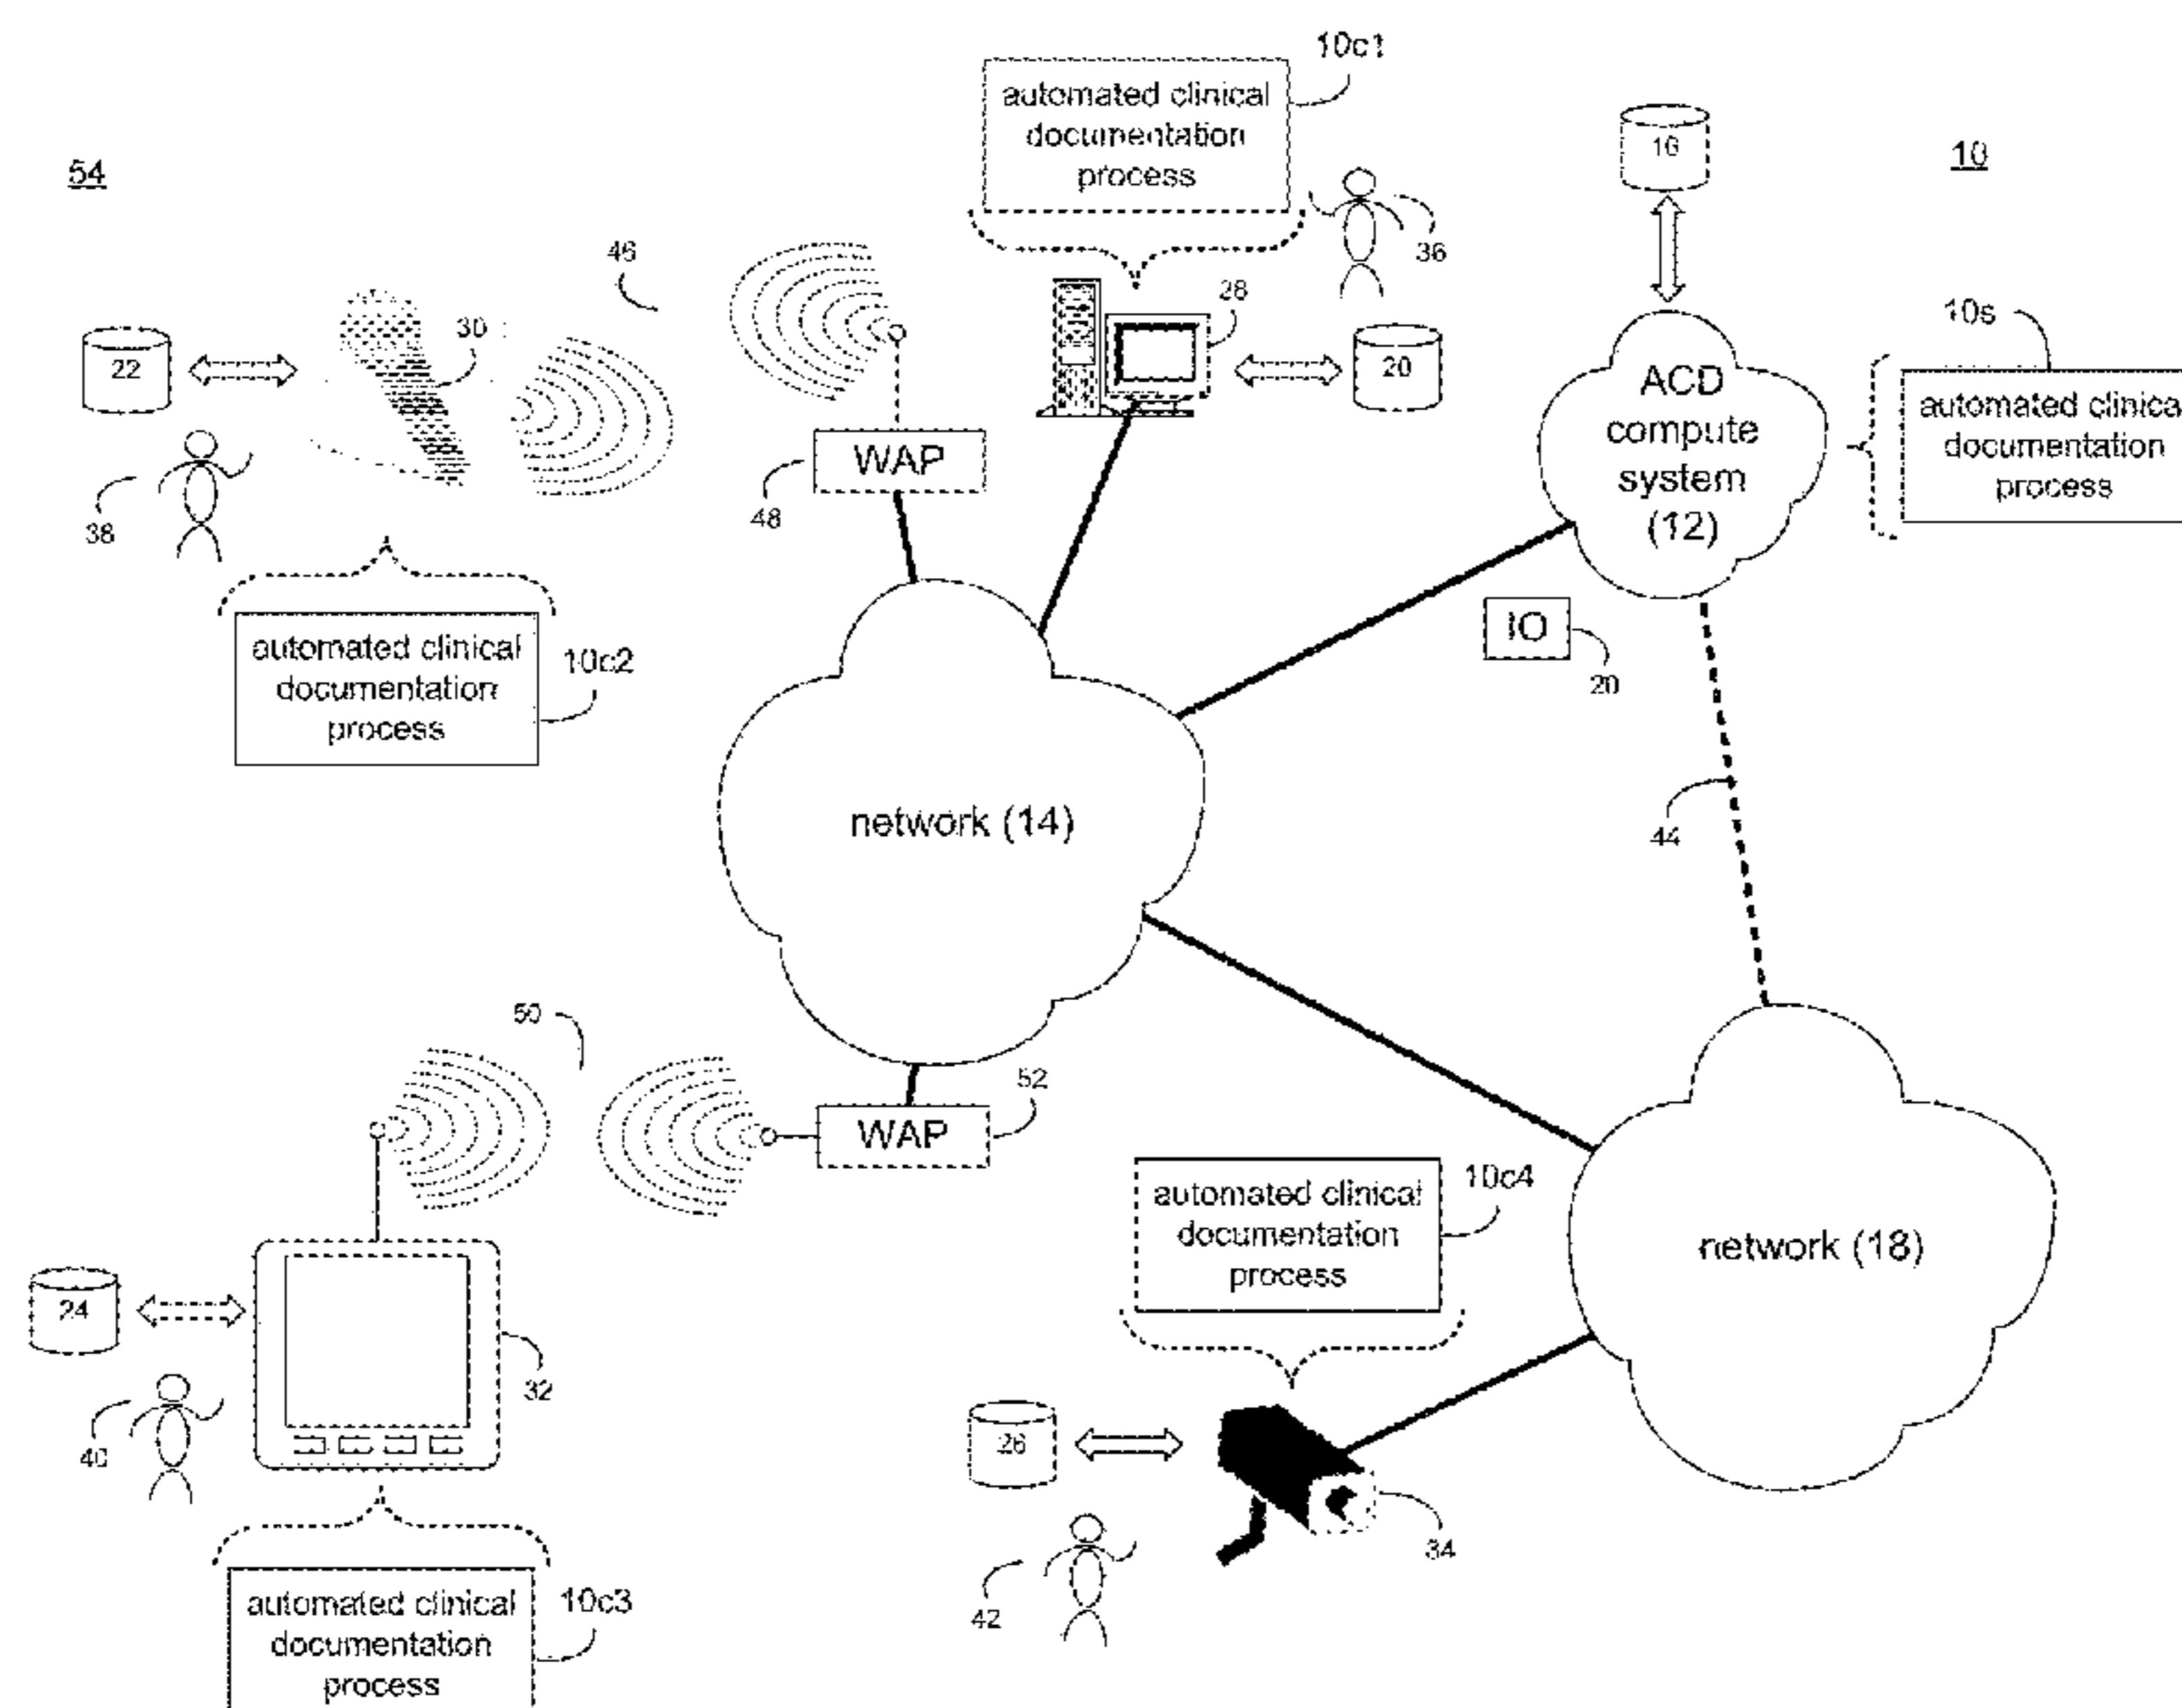 54
10c1
automated clinical
documentation
process
16
10
46
36
28
20
22
30
38
WAP
48
ACD
compute
system
(12)
10s
automated clinica
documentation
process
automated clinical
documentation
process
10c2
IO
20
network (14)
44
50
52
WAP
24
32
40
automated clinical
documentation
process
10c4
network (18)
26
34
42
automated clinical
documentation
process
10c3